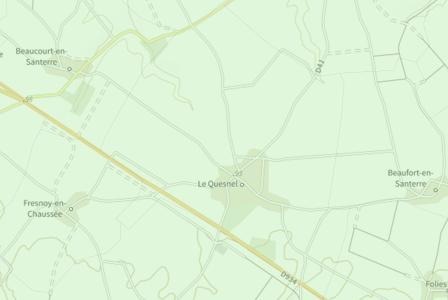 Beaucourt-en-
Santerre
D41
Le Quesnel
Beaufort-en-
Santerre
Fresnoy-en-
Chaussée
D934
Folies